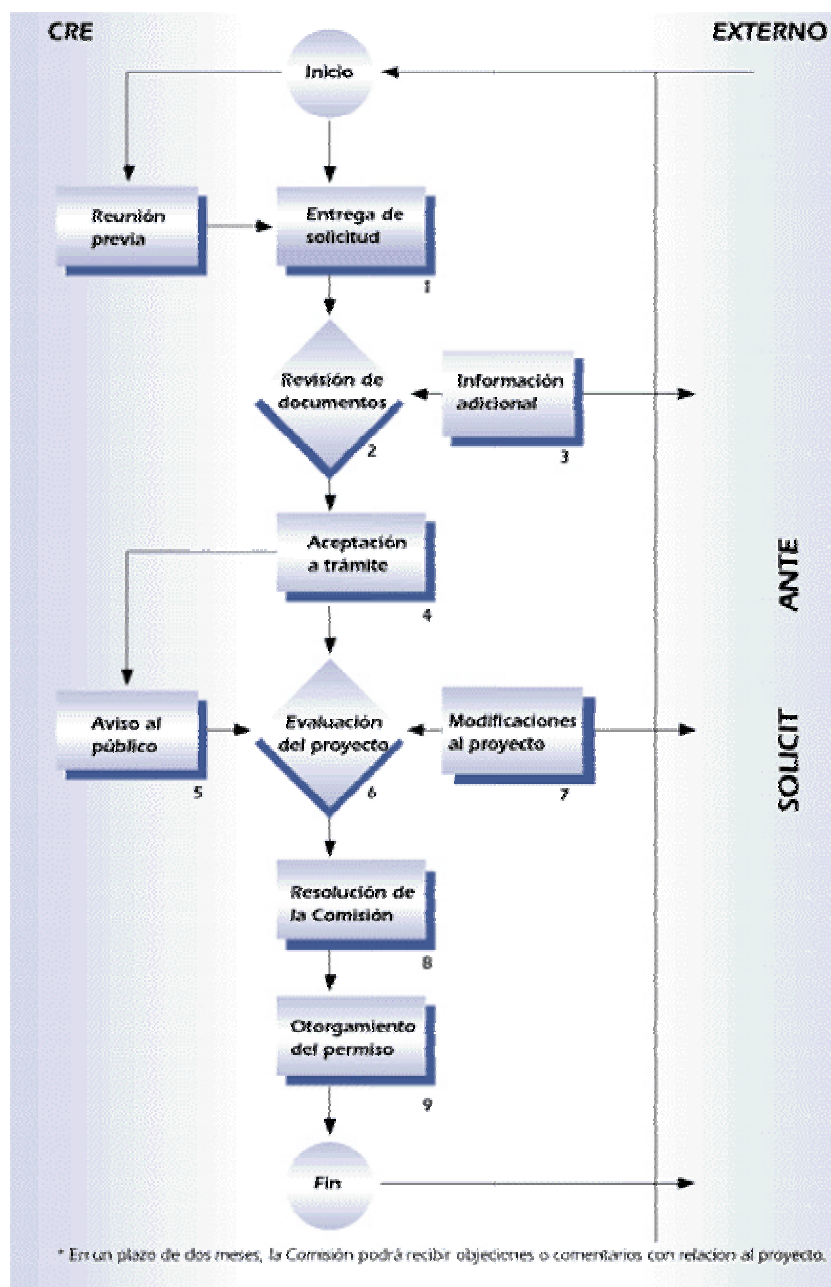 CRE
EXTERNO
Inicio
Reunión
previa
Entrega de
solicitud
1
Revisión de
documentos
2
Información
adicional
3
Aceptación
a trámite
4
ANTE
Aviso al
público
5
Evaluación
del proyecto
6
Modificaciones
al proyecto
7
SOLICIT
Resolución de
la Comisión
8
Otorgamiento
del permiso
9
Fin
* En un plazo de dos meses, la Comisión podrá recibir objeciones o comentarios con relacion al proyecto.